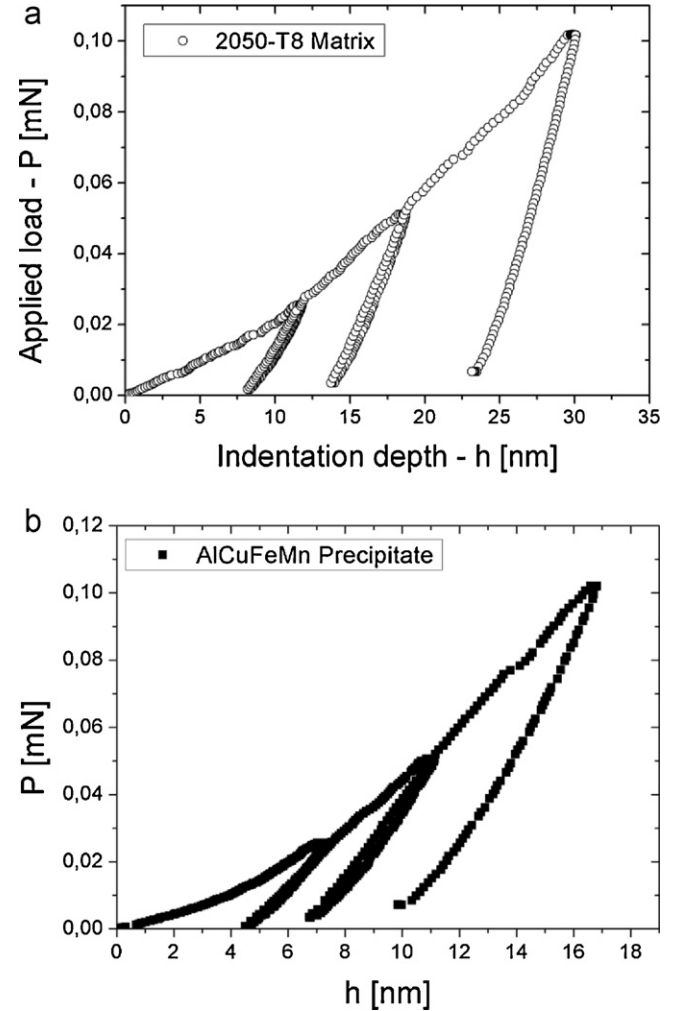 a
2050-T8 Matrix
0,10
0,08
0,06
0,04
0,02
0,00
Applied load - P [mN]
0 5 10 15 20 25 30 35
Indentation depth - h [nm]
b
0,12
AlCuFeMn Precipitate
0,10
0,08
0,06
0,04
0,02
0,00
P [mN]
0 2 4 6 8 10 12 14 16 18
h [nm]